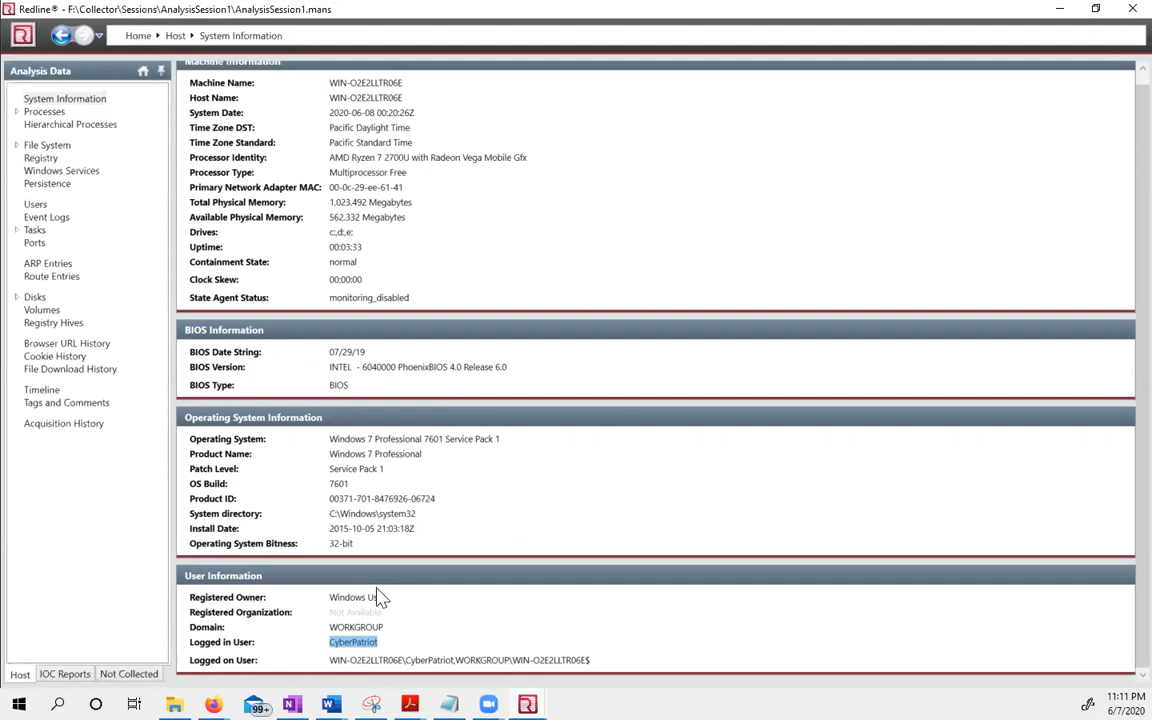 Redline® - F:\Collector\Sessions\AnalysisSession1\AnalysisSession1.mans
Home Host System Information
Analysis Data
System Information
Processes
Hierarchical Processes
File System
Registry
Windows Services
Persistence
Users
Event Logs
Tasks
Ports
ARP Entries
Route Entries
Disks
Volumes
Registry Hives
Browser URL History
Cookie History
File Download History
Timeline
Tags and Comments
Acquisition History
Host IOC Reports Not Collected
Machine Information
Machine Name: WIN-O2E2LLTR06E
Host Name: WIN-O2E2LLTR06E
System Date: 2020-06-08 00:20:26Z
Time Zone DST: Pacific Daylight Time
Time Zone Standard: Pacific Standard Time
Processor Identity: AMD Ryzen 7 2700U with Radeon Vega Mobile Gfx
Processor Type: Multiprocessor Free
Primary Network Adapter MAC: 00-0c-29-ee-61-41
Total Physical Memory: 1,023.492 Megabytes
Available Physical Memory: 562.332 Megabytes
Drives: c:,d:,e:
Uptime: 00:03:33
Containment State: normal
Clock Skew: 00:00:00
State Agent Status: monitoring_disabled
BIOS Information
BIOS Date String: 07/29/19
BIOS Version: INTEL - 6040000 PhoenixBIOS 4.0 Release 6.0
BIOS Type: BIOS
Operating System Information
Operating System: Windows 7 Professional 7601 Service Pack 1
Product Name: Windows 7 Professional
Patch Level: Service Pack 1
OS Build: 7601
Product ID: 00371-701-8476926-06724
System directory: C:\Windows\system32
Install Date: 2015-10-05 21:03:18Z
Operating System Bitness: 32-bit
User Information
Registered Owner: Windows Us
Registered Organization: Not Available
Domain: WORKGROUP
Logged in User: CyberPatriot
Logged on User: WIN-O2E2LLTR06E\CyberPatriot,WORKGROUP\WIN-O2E2LLTR06E$
99+
11:11 PM
6/7/2020